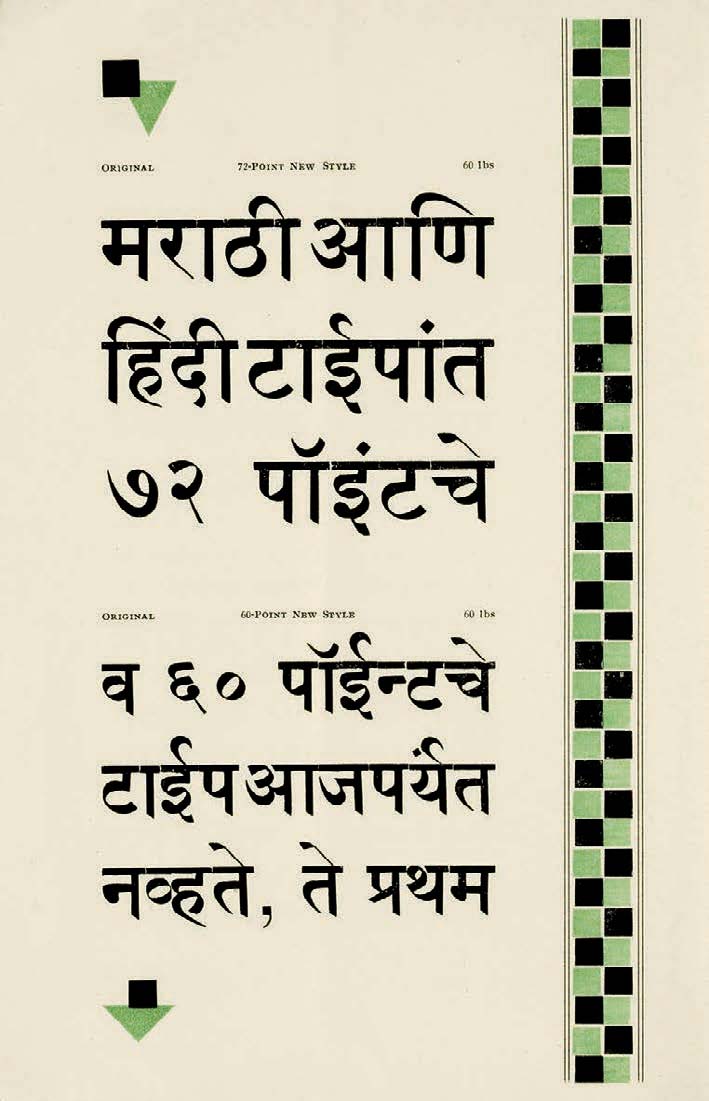 ORIGINAL 72-POINT NEW STYLE 60 lbs
मराठी आणि
हिंदी टाईपांत
७२ पॉइंटचे
ORIGINAL 60-POINT NEW STYLE 60 lbs
व ६० पॉईन्टचे
टाईप आजपर्यंत
नव्हते, ते प्रथम